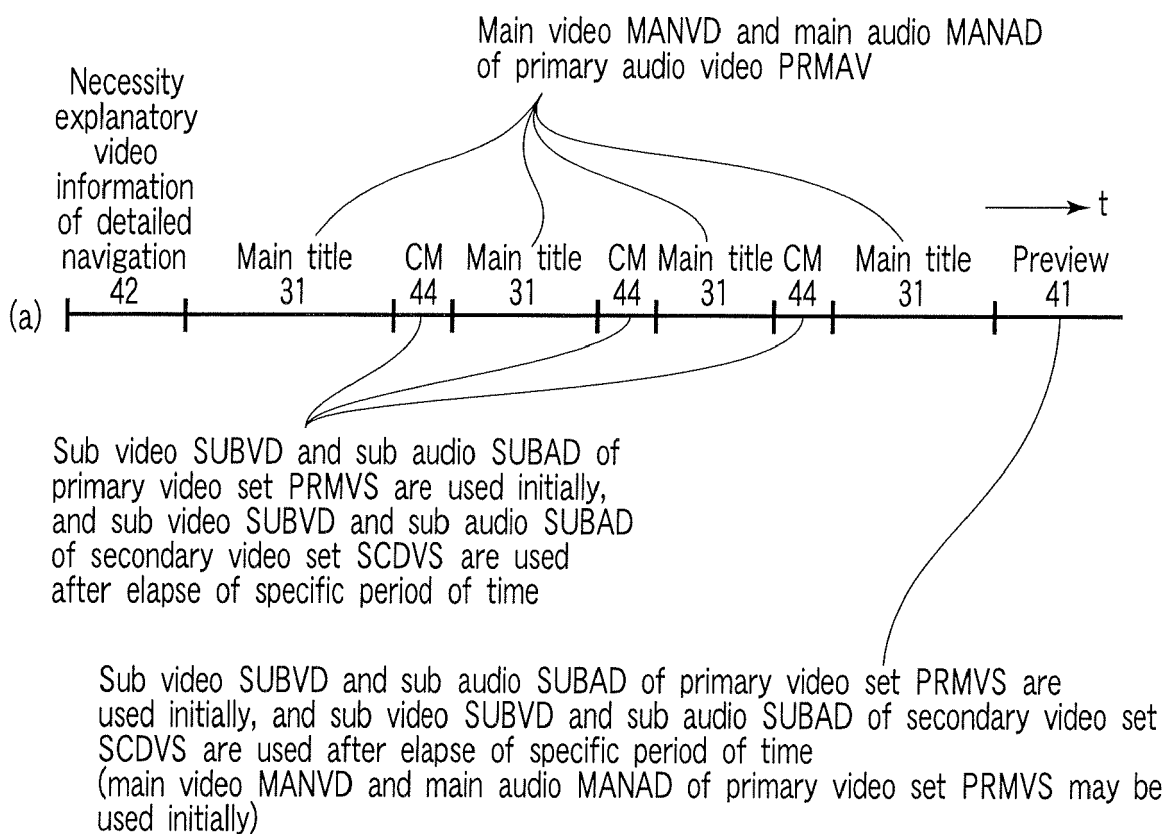 Main video MANVD and main audio MANAD
of primary audio video PRMAV
Necessity
explanatory
video
information
of detailed
navigation
t
Main title CM Main title CM Main title CM Main title Preview
42 31 44 31 44 31 44 31 41
(a)
Sub video SUBVD and sub audio SUBAD of
primary video set PRMVS are used initially,
and sub video SUBVD and sub audio SUBAD
of secondary video set SCDVS are used
after elapse of specific period of time
Sub video SUBVD and sub audio SUBAD of primary video set PRMVS are
used initially, and sub video SUBVD and sub audio SUBAD of secondary video set
SCDVS are used after elapse of specific period of time
(main video MANVD and main audio MANAD of primary video set PRMVS may be
used initially)